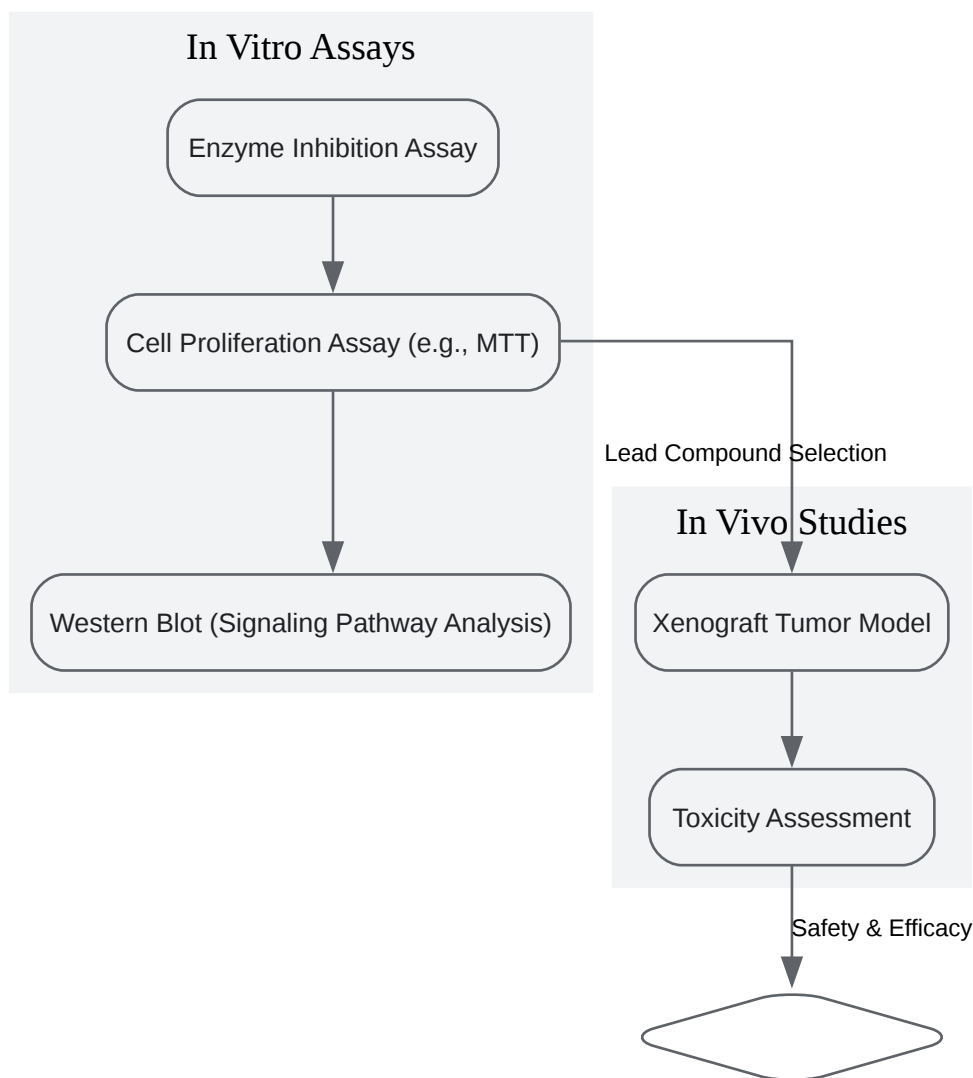 In Vitro Assays
Enzyme Inhibition Assay
Cell Proliferation Assay (e.g., MTT)
Lead Compound Selection
In Vivo Studies
Western Blot (Signaling Pathway Analysis)
Xenograft Tumor Model
Toxicity Assessment
Safety & Efficacy